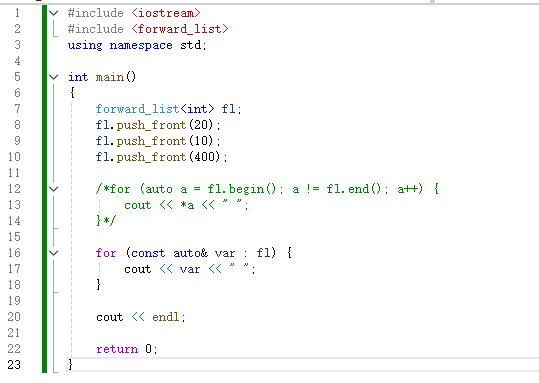 1 #include <iostream>
2 #include <forward_list>
3 using namespace std;
4
5 int main()
6 {
7 forward_list<int> fl;
8 fl.push_front(20);
9 fl.push_front(10);
10 fl.push_front(400);
11
12 /*for (auto a = fl.begin(); a != fl.end(); a++) {
13 cout << *a << " ";
14 }*/
15
16 for (const auto& var : fl) {
17 cout << var << " ";
18 }
19
20 cout << endl;
21
22 return 0;
23 }